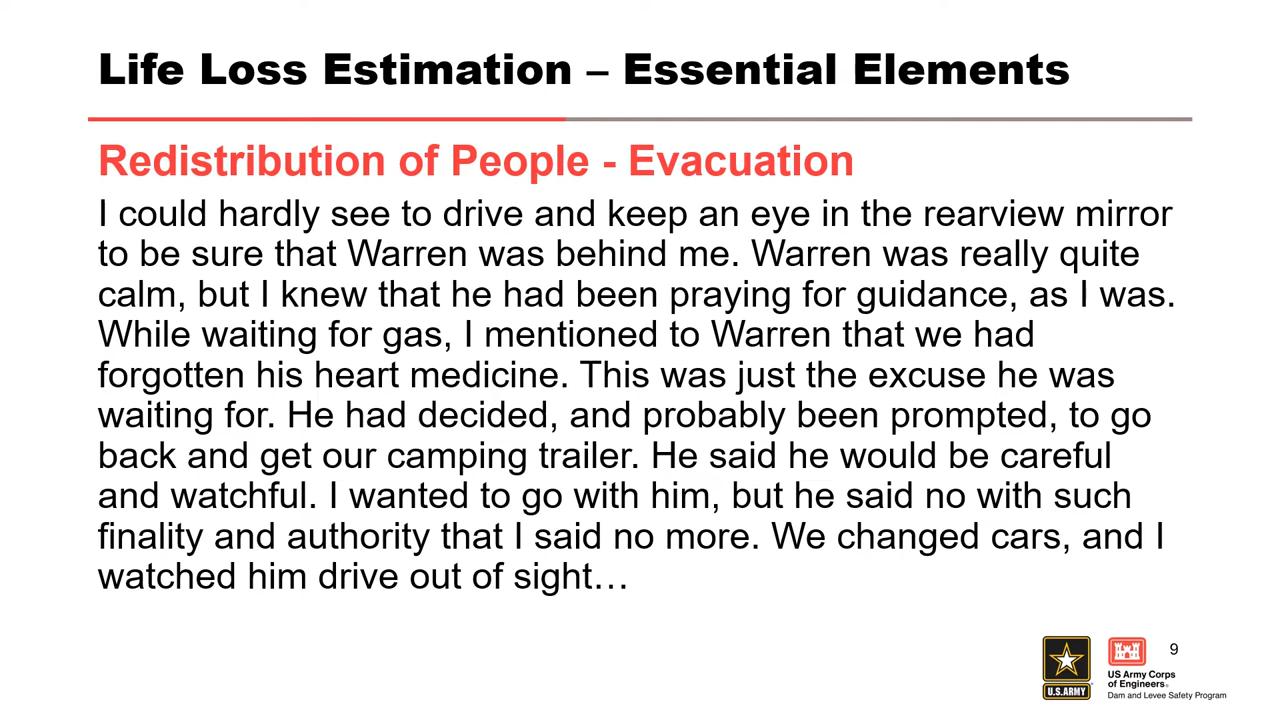 Life Loss Estimation – Essential Elements
Redistribution of People - Evacuation
I could hardly see to drive and keep an eye in the rearview mirror
to be sure that Warren was behind me. Warren was really quite
calm, but I knew that he had been praying for guidance, as I was.
While waiting for gas, I mentioned to Warren that we had
forgotten his heart medicine. This was just the excuse he was
waiting for. He had decided, and probably been prompted, to go
back and get our camping trailer. He said he would be careful
and watchful. I wanted to go with him, but he said no with such
finality and authority that I said no more. We changed cars, and I
watched him drive out of sight…
9
U.S.ARMY
US Army Corps
of Engineers®
Dam and Levee Safety Program